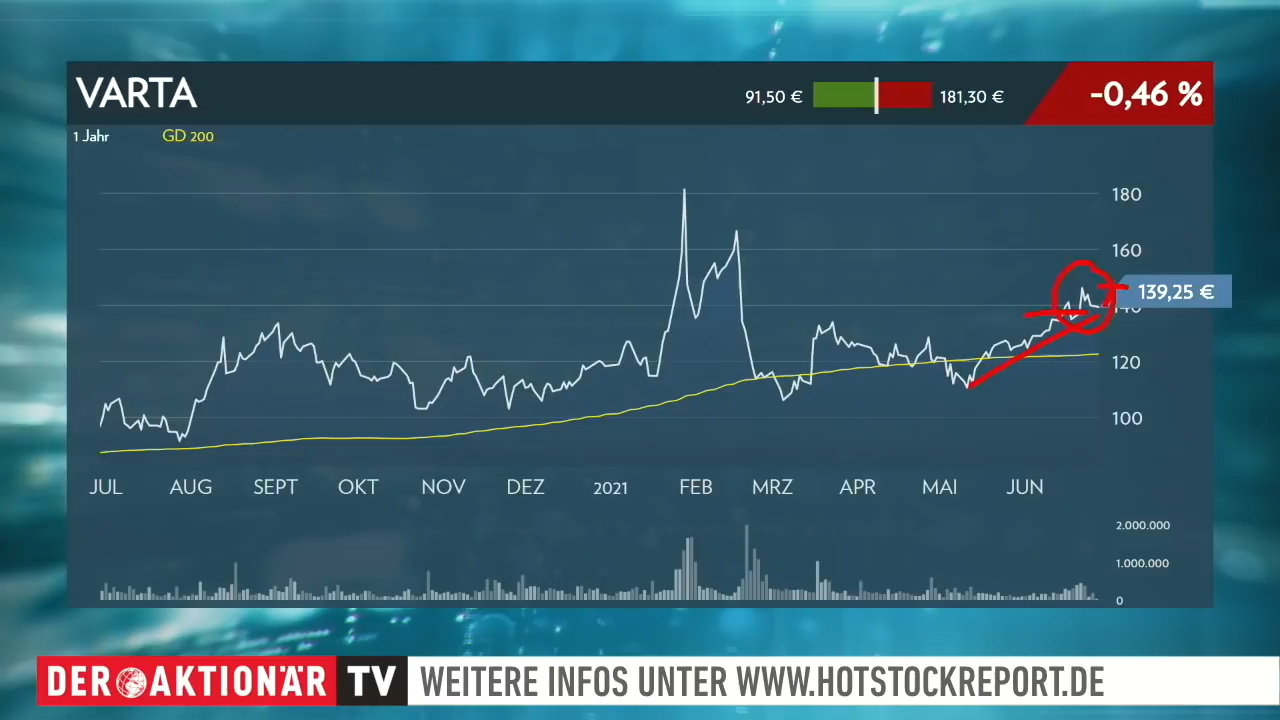 VARTA
91,50 €
181,30 €
-0,46 %
1 Jahr
GD 200
180
160
139,25 €
140
120
100
JUL AUG SEPT OKT NOV DEZ 2021 FEB MRZ APR MAI JUN
2.000.000
1.000.000
0
DER AKTIONÄR TV
WEITERE INFOS UNTER WWW.HOTSTOCKREPORT.DE